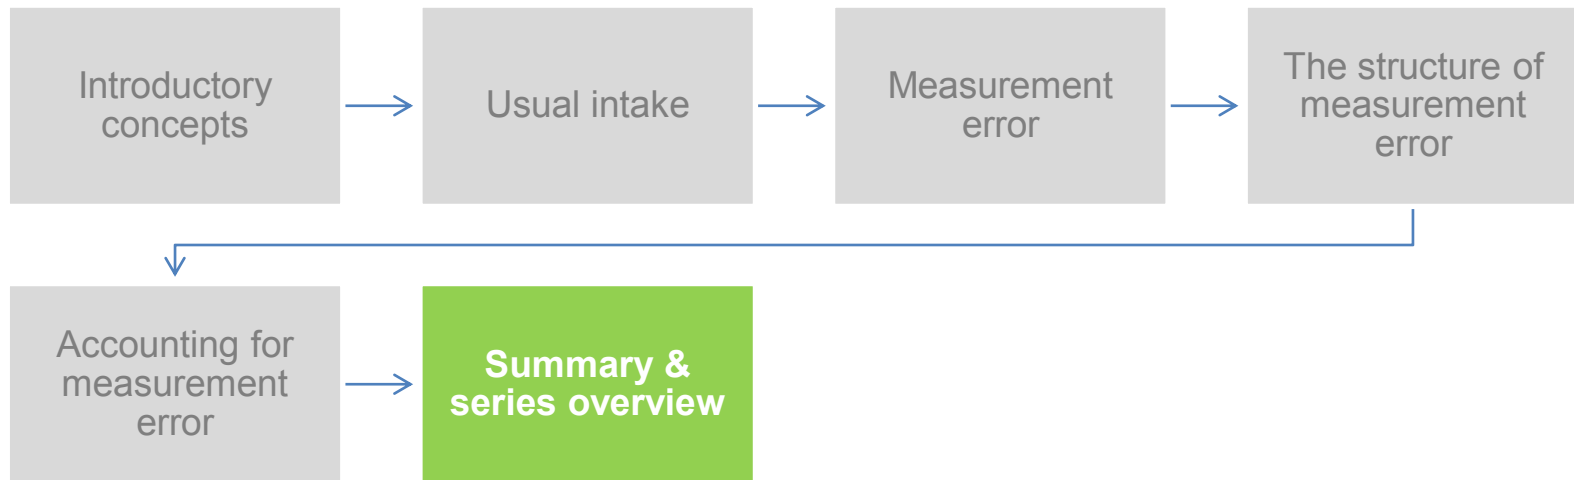 Introductory
concepts
Usual intake
Measurement
error
The structure of
measurement
error
Accounting for
measurement
error
Summary &
series overview